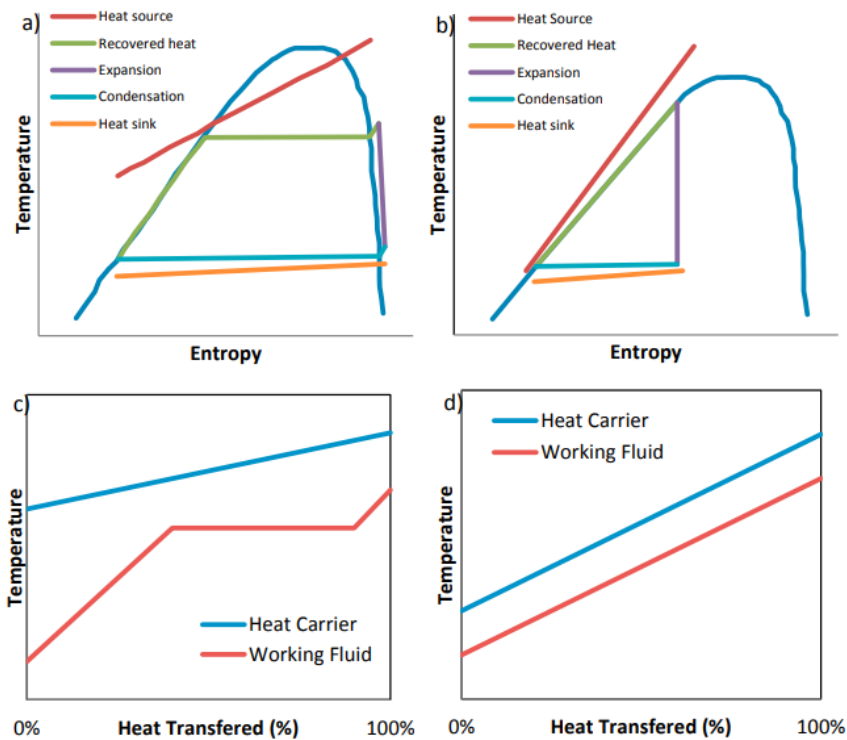 a)
Heat source
Recovered heat
Expansion
Condensation
Heat sink
Temperature
Entropy
b)
Heat Source
Recovered Heat
Expansion
Condensation
Heat sink
Temperature
Entropy
c)
Heat Carrier
Working Fluid
Temperature
0%
Heat Transfered (%)
100%
d)
Heat Carrier
Working Fluid
Temperature
0%
Heat Transfered (%)
100%